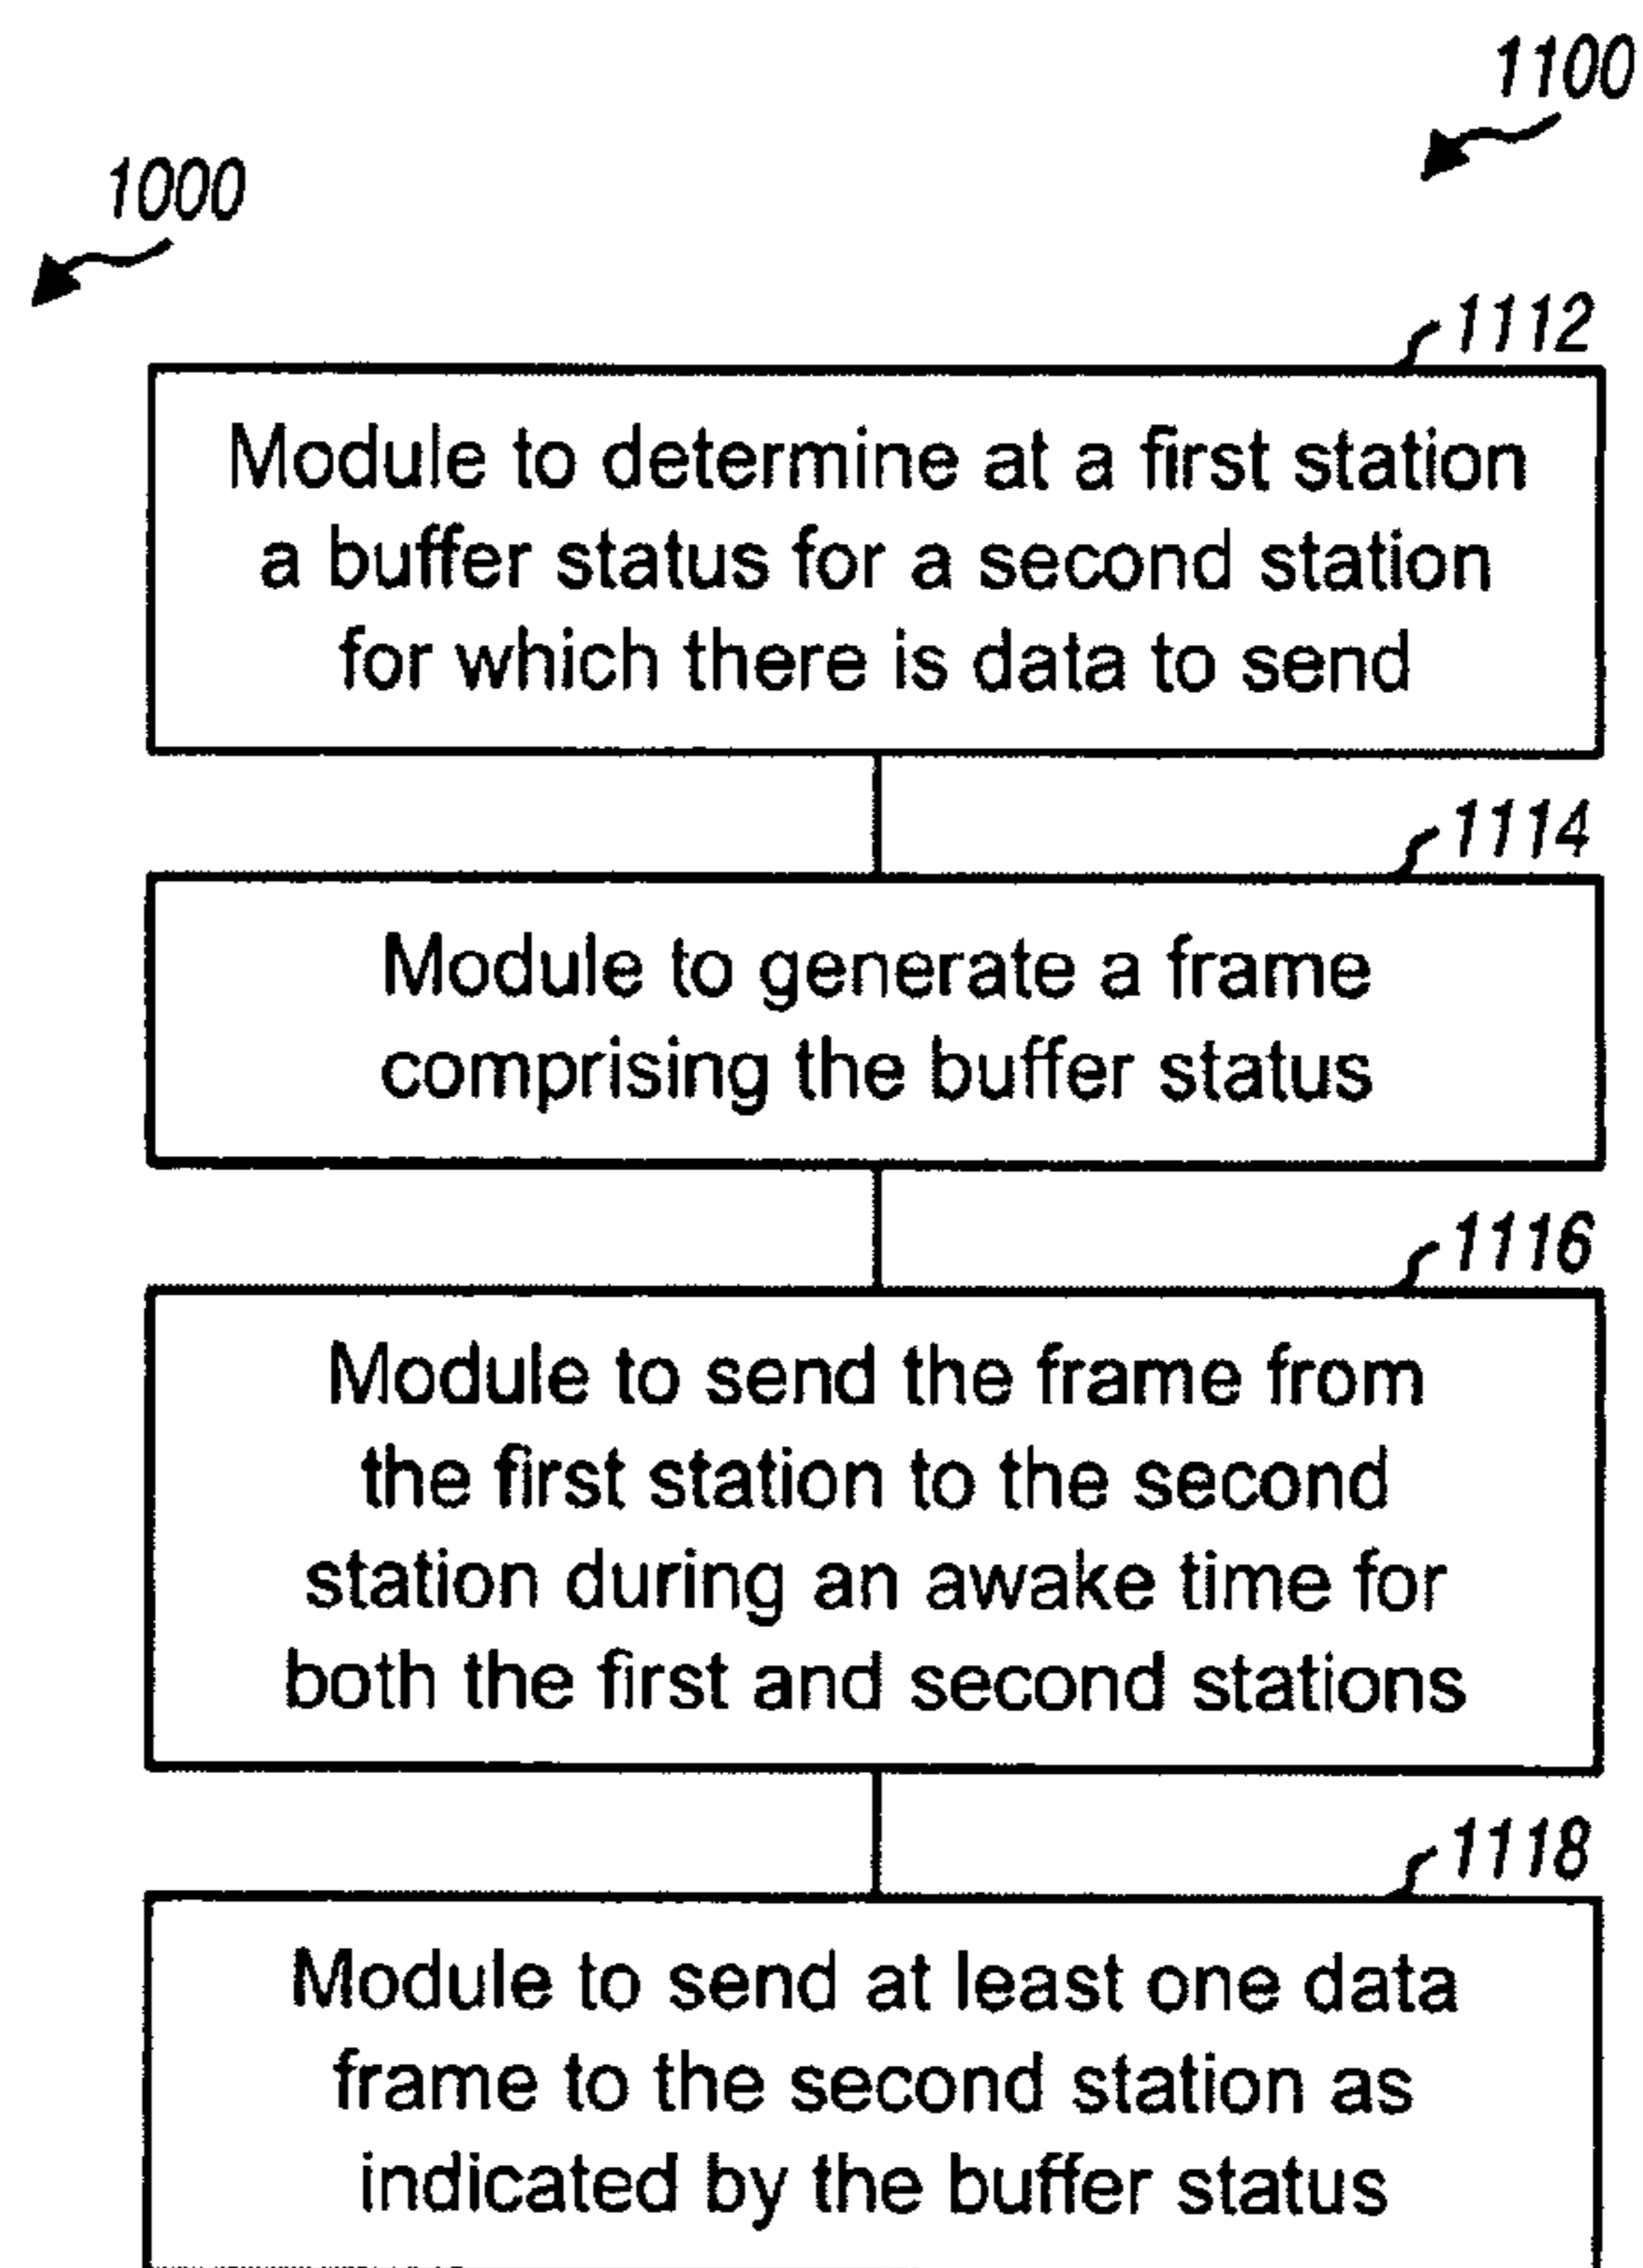 1100
1000
1112
Module to determine at a first station
a buffer status for a second station
for which there is data to send
1114
Module to generate a frame
comprising the buffer status
1116
Module to send the frame from
the first station to the second
station during an awake time for
both the first and second stations
1118
Module to send at least one data
frame to the second station as
indicated by the buffer status